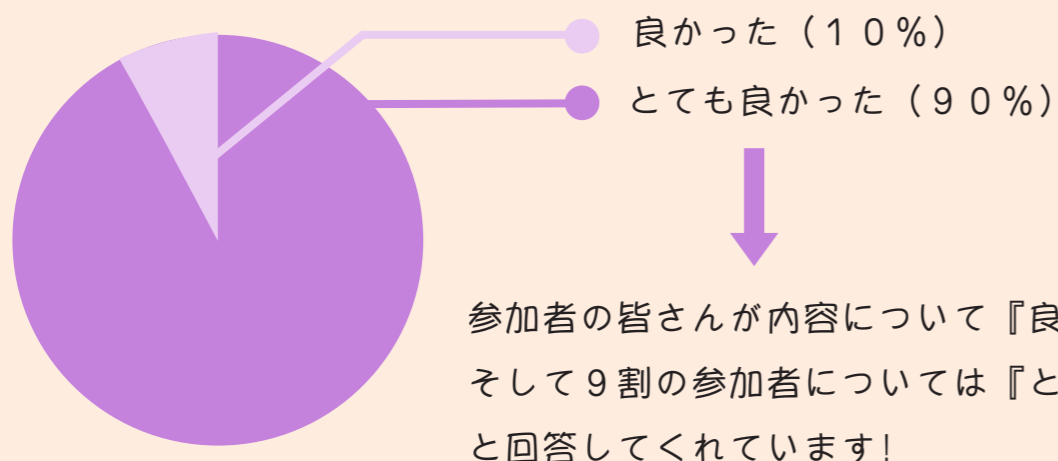 良かった（１０％）
とても良かった（９０％）
参加者の皆さんが内容について『良
そして９割の参加者については『と
と回答してくれています!